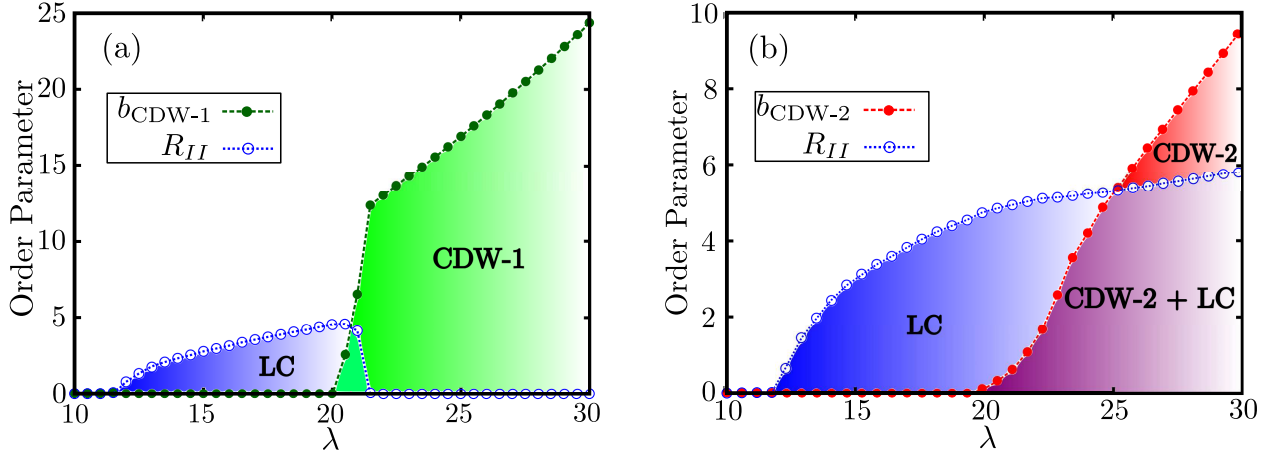 (a)
Order Parameter
25
20
15
10
5
0
b_CDW-1
R_II
LC
CDW-1
10 15 20 25 30
λ
(b)
Order Parameter
10
8
6
4
2
0
b_CDW-2
R_II
LC
CDW-2
CDW-2 + LC
10 15 20 25 30
λ